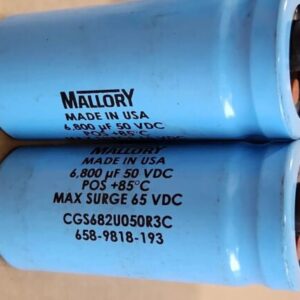 MALLORY
MADE IN USA
6,800 µF 50 VDC
POS +85°C
MALLORY
MADE IN USA
6,800 µF 50 VDC
POS +85°C
MAX SURGE 65 VDC
CGS682U050R3C
658-9818-193